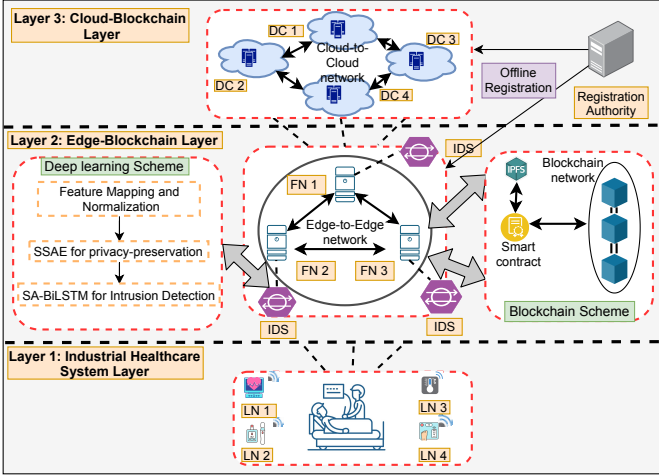 Layer 3: Cloud-Blockchain
Layer
DC 1
Cloud-to-
Cloud
network
DC 3
DC 2
DC 4
Offline
Registration
Registration
Authority
Layer 2: Edge-Blockchain Layer
Deep learning Scheme
Feature Mapping and
Normalization
SSAE for privacy-preservation
SA-BiLSTM for Intrusion Detection
IDS
FN 1
Edge-to-Edge
network
FN 2
FN 3
IDS
IDS
IPFS
Blockchain
network
Smart
contract
Blockchain Scheme
Layer 1: Industrial Healthcare
System Layer
LN 1
LN 2
LN 3
LN 4